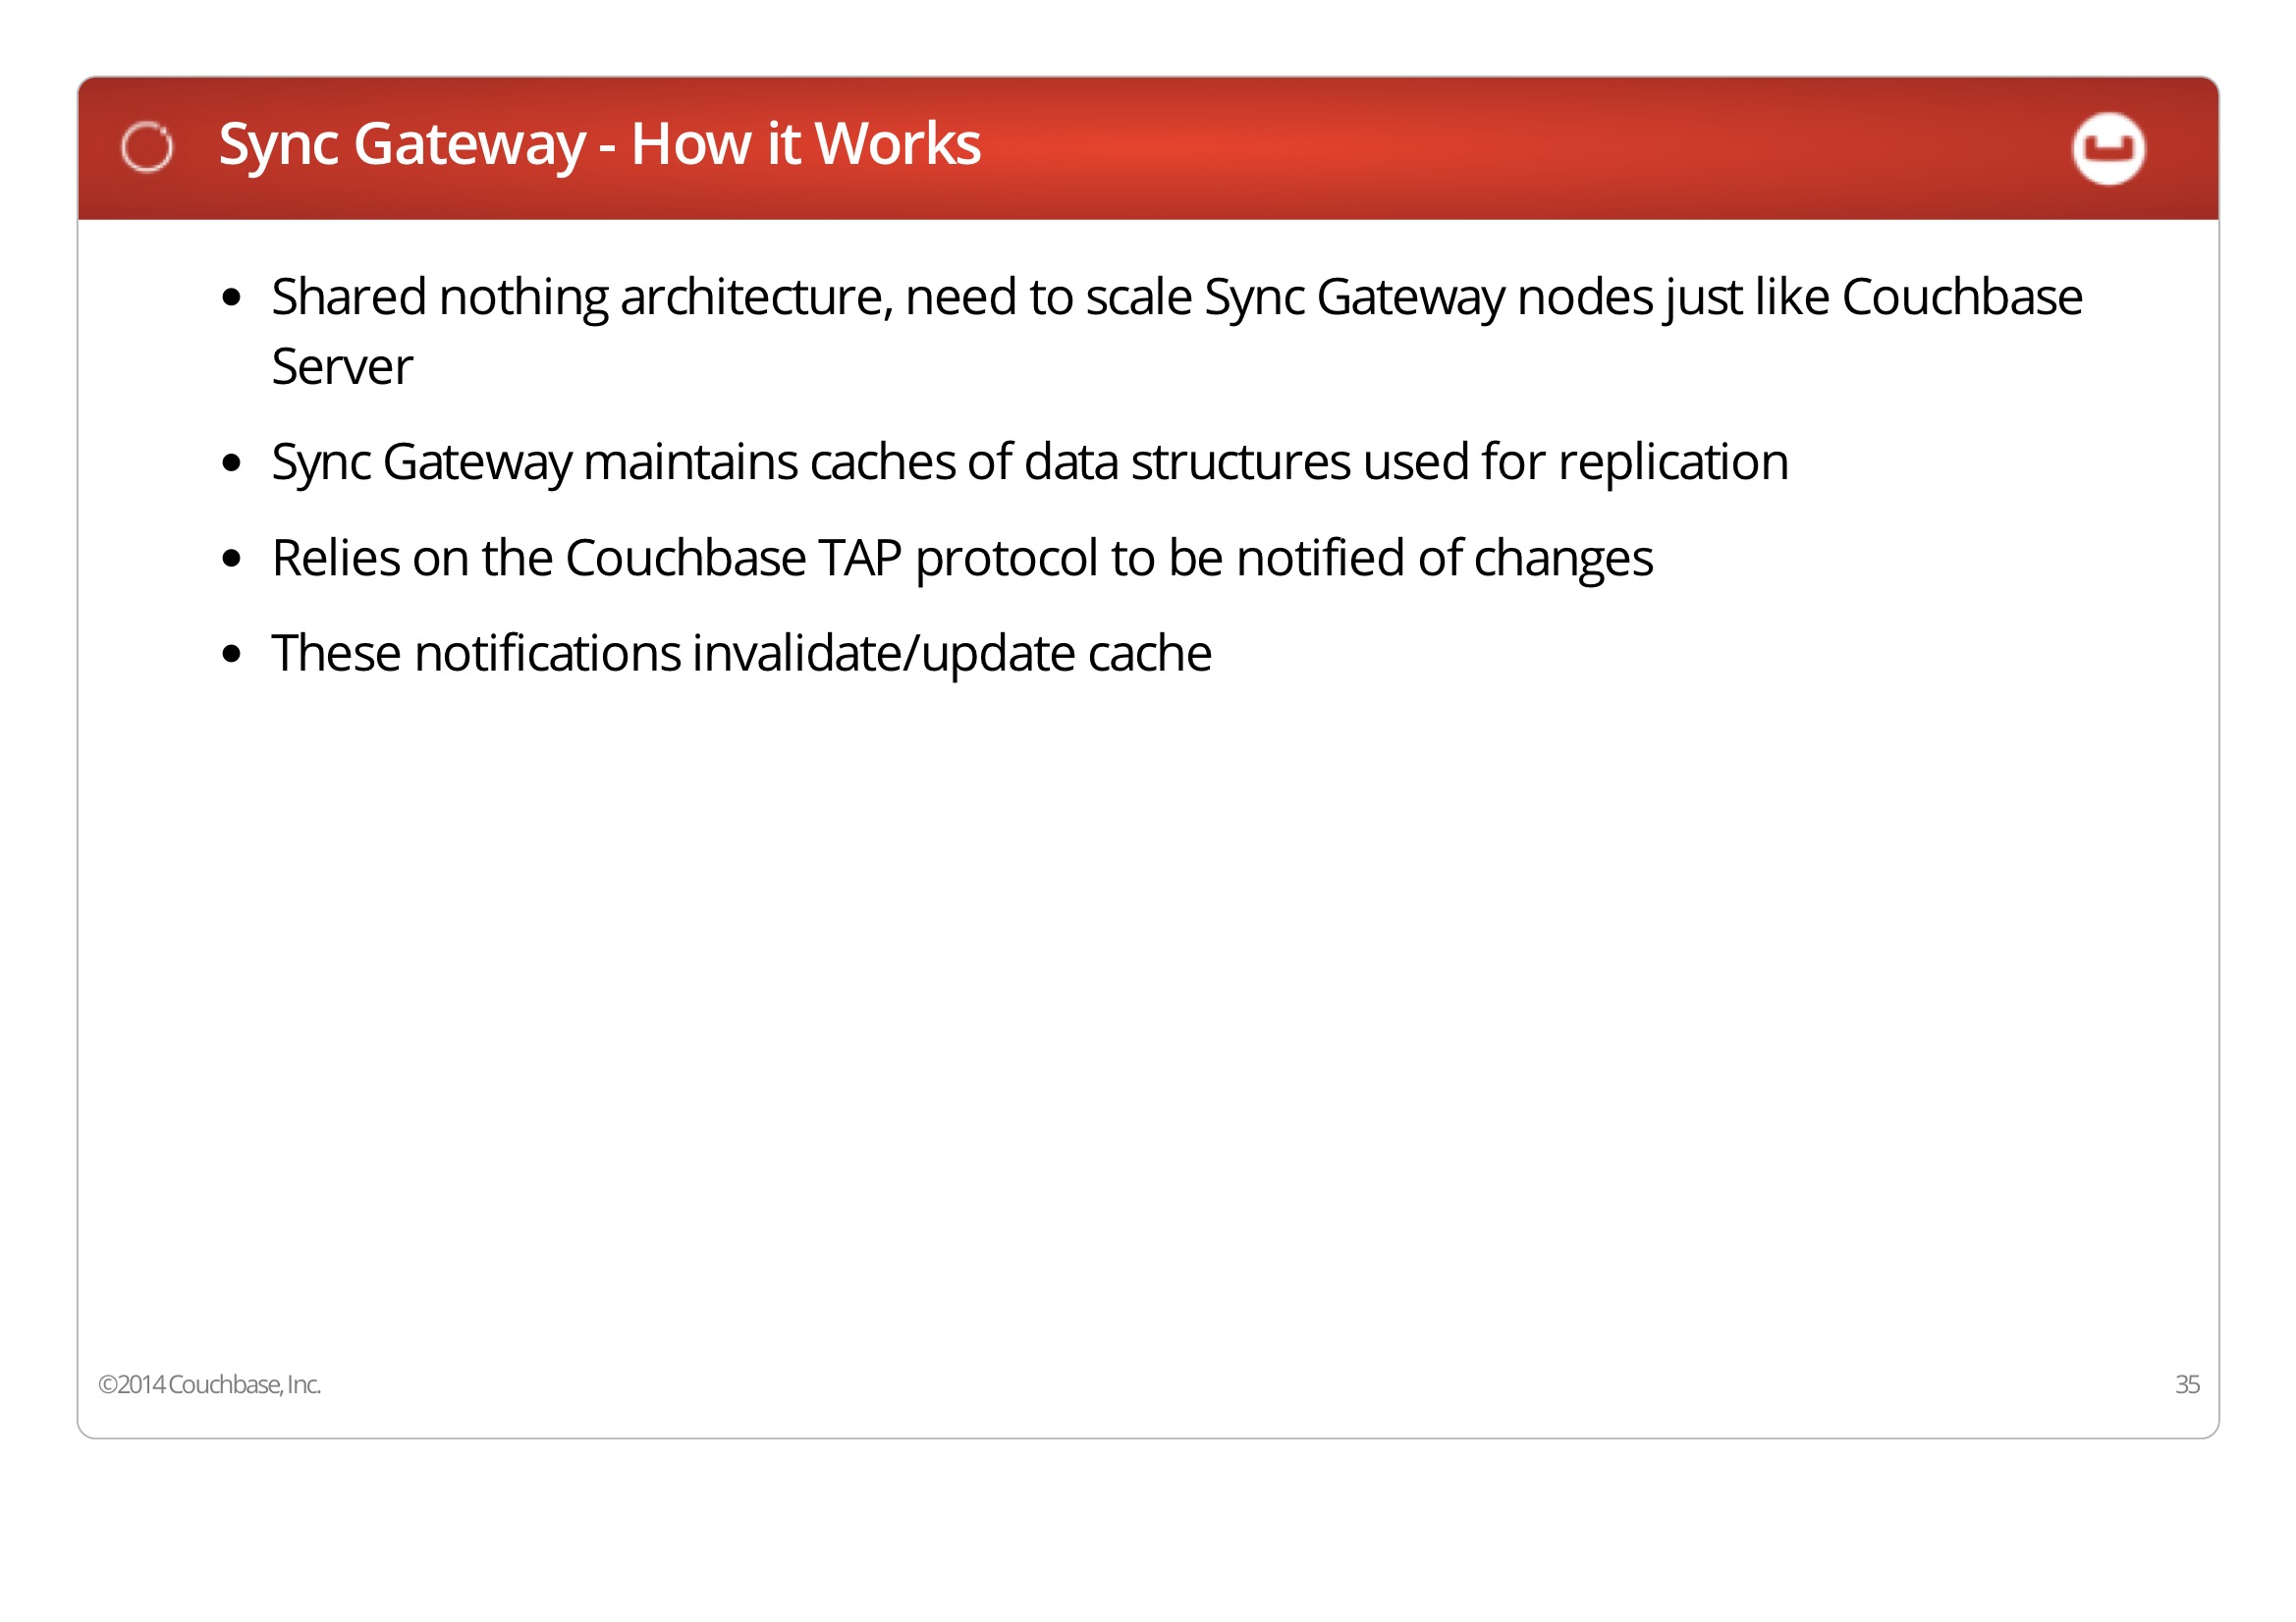 Sync Gateway - How it Works
• Shared nothing architecture, need to scale Sync Gateway nodes just like Couchbase
Server
• Sync Gateway maintains caches of data structures used for replication
• Relies on the Couchbase TAP protocol to be notified of changes
• These notifications invalidate/update cache
©2014 Couchbase, Inc.
35